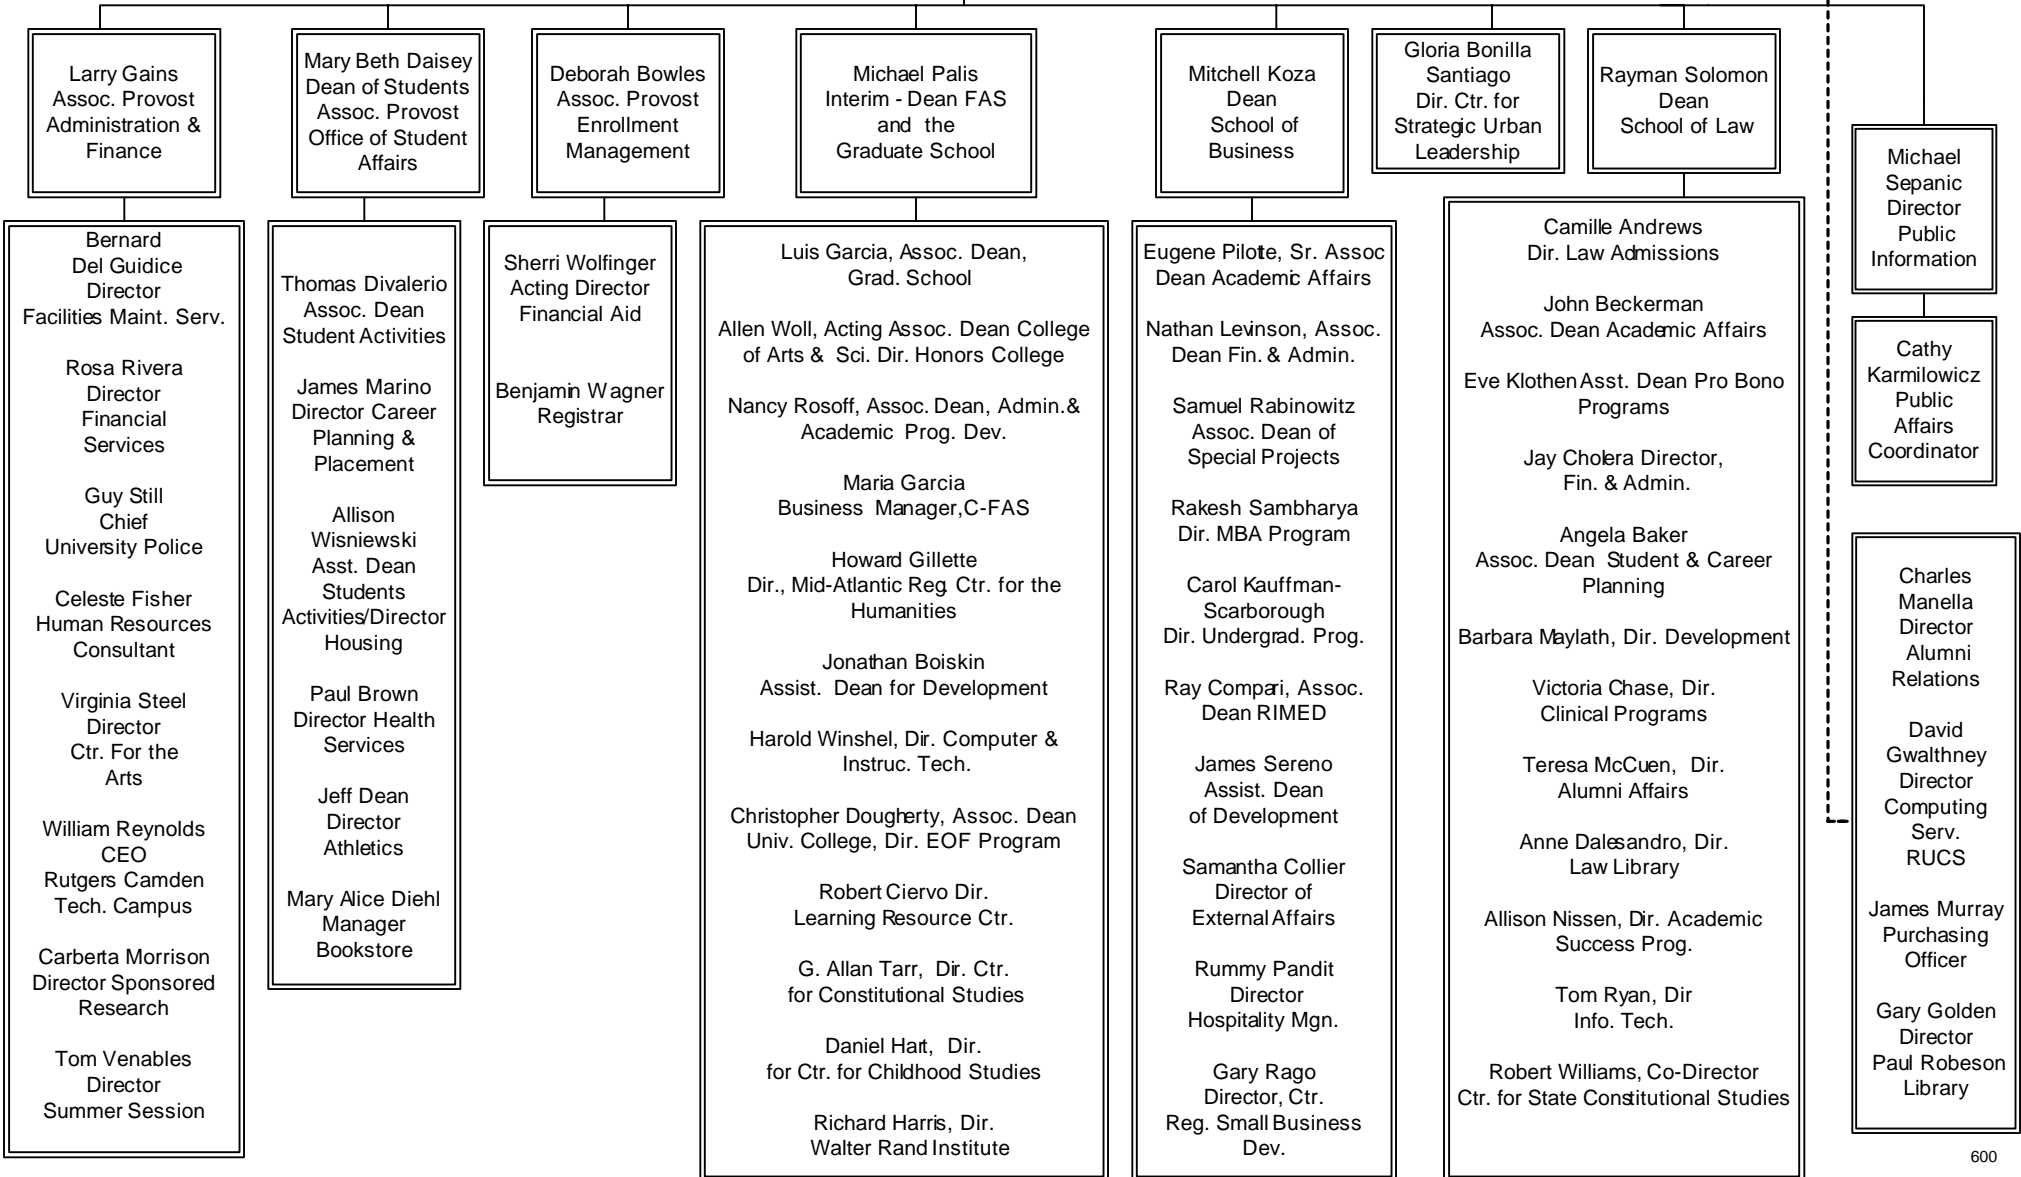 Larry Gains
Assoc. Provost
Administration &
Finance
Mary Beth Daisey
Dean of Students
Assoc. Provost
Office of Student
Affairs
Deborah Bowles
Assoc. Provost
Enrollment
Management
Michael Palis
Interim - Dean FAS
and the
Graduate School
Mitchell Koza
Dean
School of
Business
Gloria Bonilla
Santiago
Dir. Ctr. for
Strategic Urban
Leadership
Rayman Solomon
Dean
School of Law
Michael
Sepanic
Director
Public
Information
Bernard
Del Guidice
Director
Facilities Maint. Serv.
Rosa Rivera
Director
Financial
Services
Guy Still
Chief
University Police
Celeste Fisher
Human Resources
Consultant
Virginia Steel
Director
Ctr. For the
Arts
William Reynolds
CEO
Rutgers Camden
Tech. Campus
Carberta Morrison
Director Sponsored
Research
Tom Venables
Director
Summer Session
Thomas Divalerio
Assoc. Dean
Student Activities
James Marino
Director Career
Planning &
Placement
Allison
Wisniewski
Asst. Dean
Students
Activities/Director
Housing
Paul Brown
Director Health
Services
Jeff Dean
Director
Athletics
Mary Alice Diehl
Manager
Bookstore
Sherri Wolfinger
Acting Director
Financial Aid
Benjamin Wagner
Registrar
Luis Garcia, Assoc. Dean,
Grad. School
Allen Woll, Acting Assoc. Dean College
of Arts & Sci. Dir. Honors College
Nancy Rosoff, Assoc. Dean, Admin.&
Academic Prog. Dev.
Maria Garcia
Business Manager,C-FAS
Howard Gillette
Dir., Mid-Atlantic Reg. Ctr. for the
Humanities
Jonathan Boiskin
Assist. Dean for Development
Harold Winshel, Dir. Computer &
Instruc. Tech.
Christopher Dougherty, Assoc. Dean
Univ. College, Dir. EOF Program
Robert Ciervo Dir.
Learning Resource Ctr.
G. Allan Tarr, Dir. Ctr.
for Constitutional Studies
Daniel Hart, Dir.
for Ctr. for Childhood Studies
Richard Harris, Dir.
Walter Rand Institute
Eugene Pilotte, Sr. Assoc
Dean Academic Affairs
Nathan Levinson, Assoc.
Dean Fin. & Admin.
Samuel Rabinowitz
Assoc. Dean of
Special Projects
Rakesh Sambharya
Dir. MBA Program
Carol Kauffman-
Scarborough
Dir. Undergrad. Prog.
Ray Compari, Assoc.
Dean RIMED
James Sereno
Assist. Dean
of Development
Samantha Collier
Director of
External Affairs
Rummy Pandit
Director
Hospitality Mgn.
Gary Rago
Director, Ctr.
Reg. Small Business
Dev.
Camille Andrews
Dir. Law Admissions
John Beckerman
Assoc. Dean Academic Affairs
Eve Klothen Asst. Dean Pro Bono
Programs
Jay Cholera Director,
Fin. & Admin.
Angela Baker
Assoc. Dean Student & Career
Planning
Barbara Maylath, Dir. Development
Victoria Chase, Dir.
Clinical Programs
Teresa McCuen, Dir.
Alumni Affairs
Anne Dalesandro, Dir.
Law Library
Allison Nissen, Dir. Academic
Success Prog.
Tom Ryan, Dir
Info. Tech.
Robert Williams, Co-Director
Ctr. for State Constitutional Studies
Cathy
Karmilowicz
Public
Affairs
Coordinator
Charles
Manella
Director
Alumni
Relations
David
Gwalthney
Director
Computing
Serv.
RUCS
James Murray
Purchasing
Officer
Gary Golden
Director
Paul Robeson
Library
600